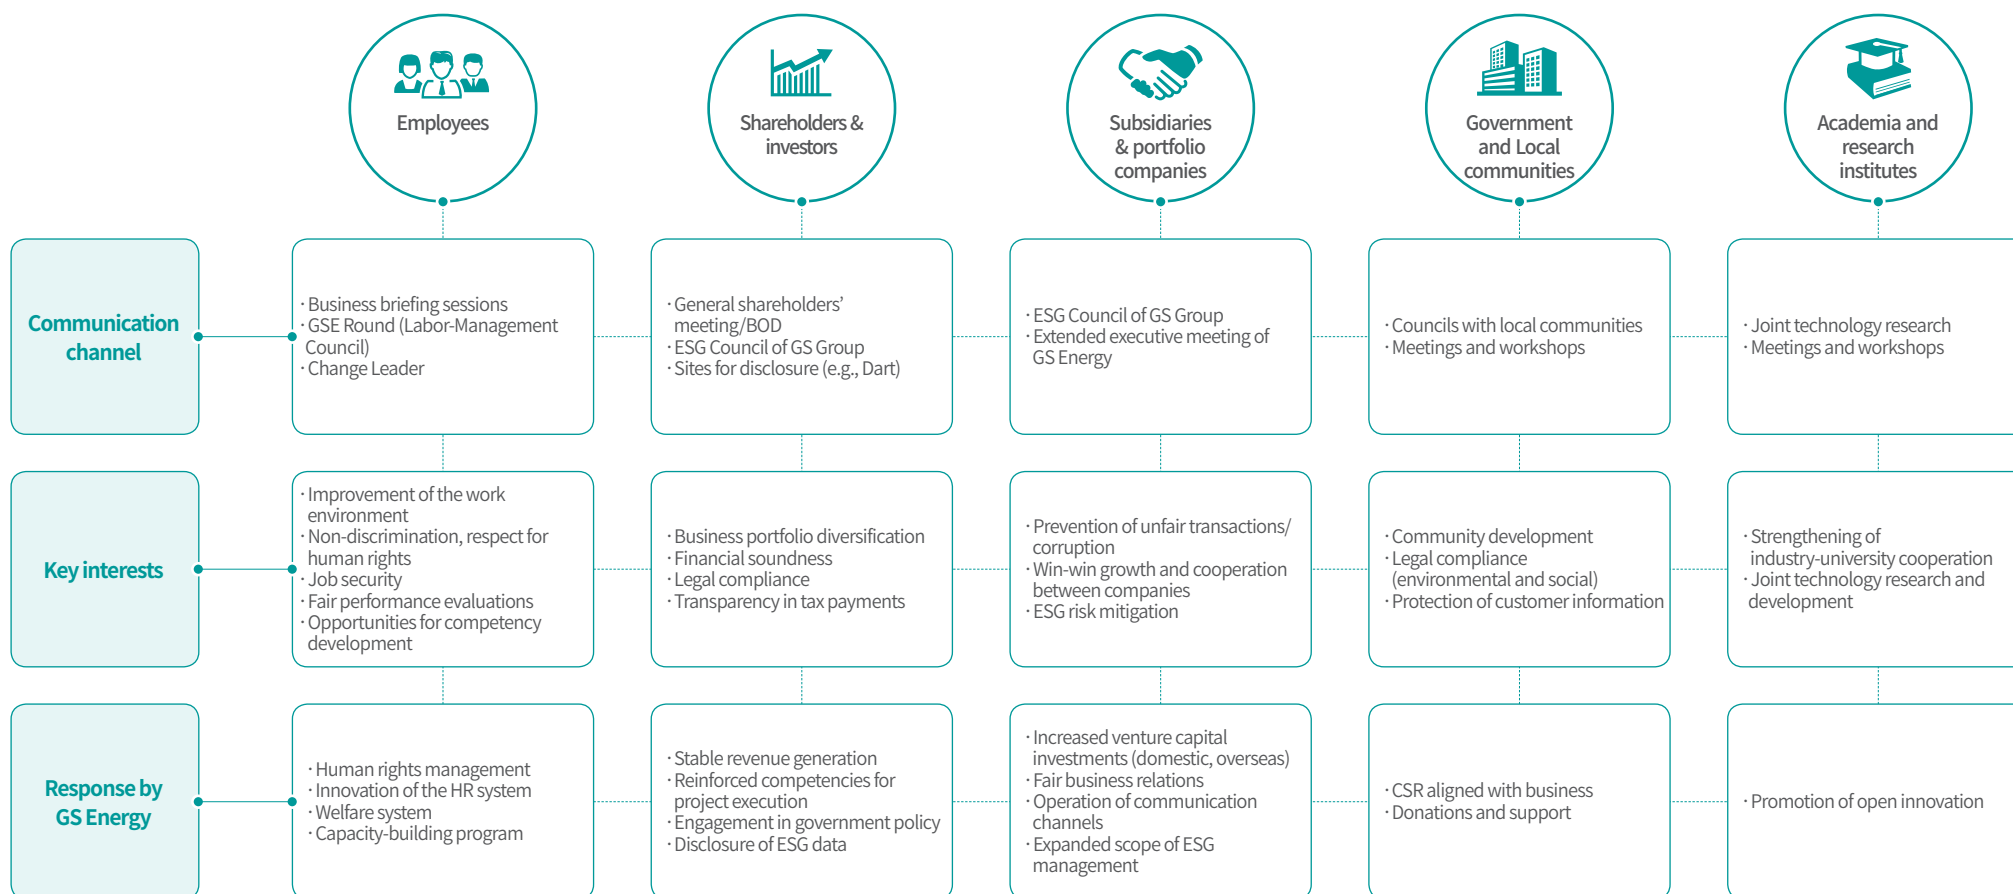 Employees
Shareholders &
investors
Subsidiaries
& portfolio
companies
Government
and Local
communities
Academia and
research
institutes
Communication
channel
· Business briefing sessions
· GSE Round (Labor-Management
Council)
· Change Leader
· General shareholders’
meeting/BOD
· ESG Council of GS Group
· Sites for disclosure (e.g., Dart)
· ESG Council of GS Group
· Extended executive meeting of
GS Energy
· Councils with local communities
· Meetings and workshops
· Joint technology research
· Meetings and workshops
Key interests
· Improvement of the work
environment
· Non-discrimination, respect for
human rights
· Job security
· Fair performance evaluations
· Opportunities for competency
development
· Business portfolio diversification
· Financial soundness
· Legal compliance
· Transparency in tax payments
· Prevention of unfair transactions/
corruption
· Win-win growth and cooperation
between companies
· ESG risk mitigation
· Community development
· Legal compliance
(environmental and social)
· Protection of customer information
· Strengthening of
industry-university cooperation
· Joint technology research and
development
Response by
GS Energy
· Human rights management
· Innovation of the HR system
· Welfare system
· Capacity-building program
· Stable revenue generation
· Reinforced competencies for
project execution
· Engagement in government policy
· Disclosure of ESG data
· Increased venture capital
investments (domestic, overseas)
· Fair business relations
· Operation of communication
channels
· Expanded scope of ESG
management
· CSR aligned with business
· Donations and support
· Promotion of open innovation